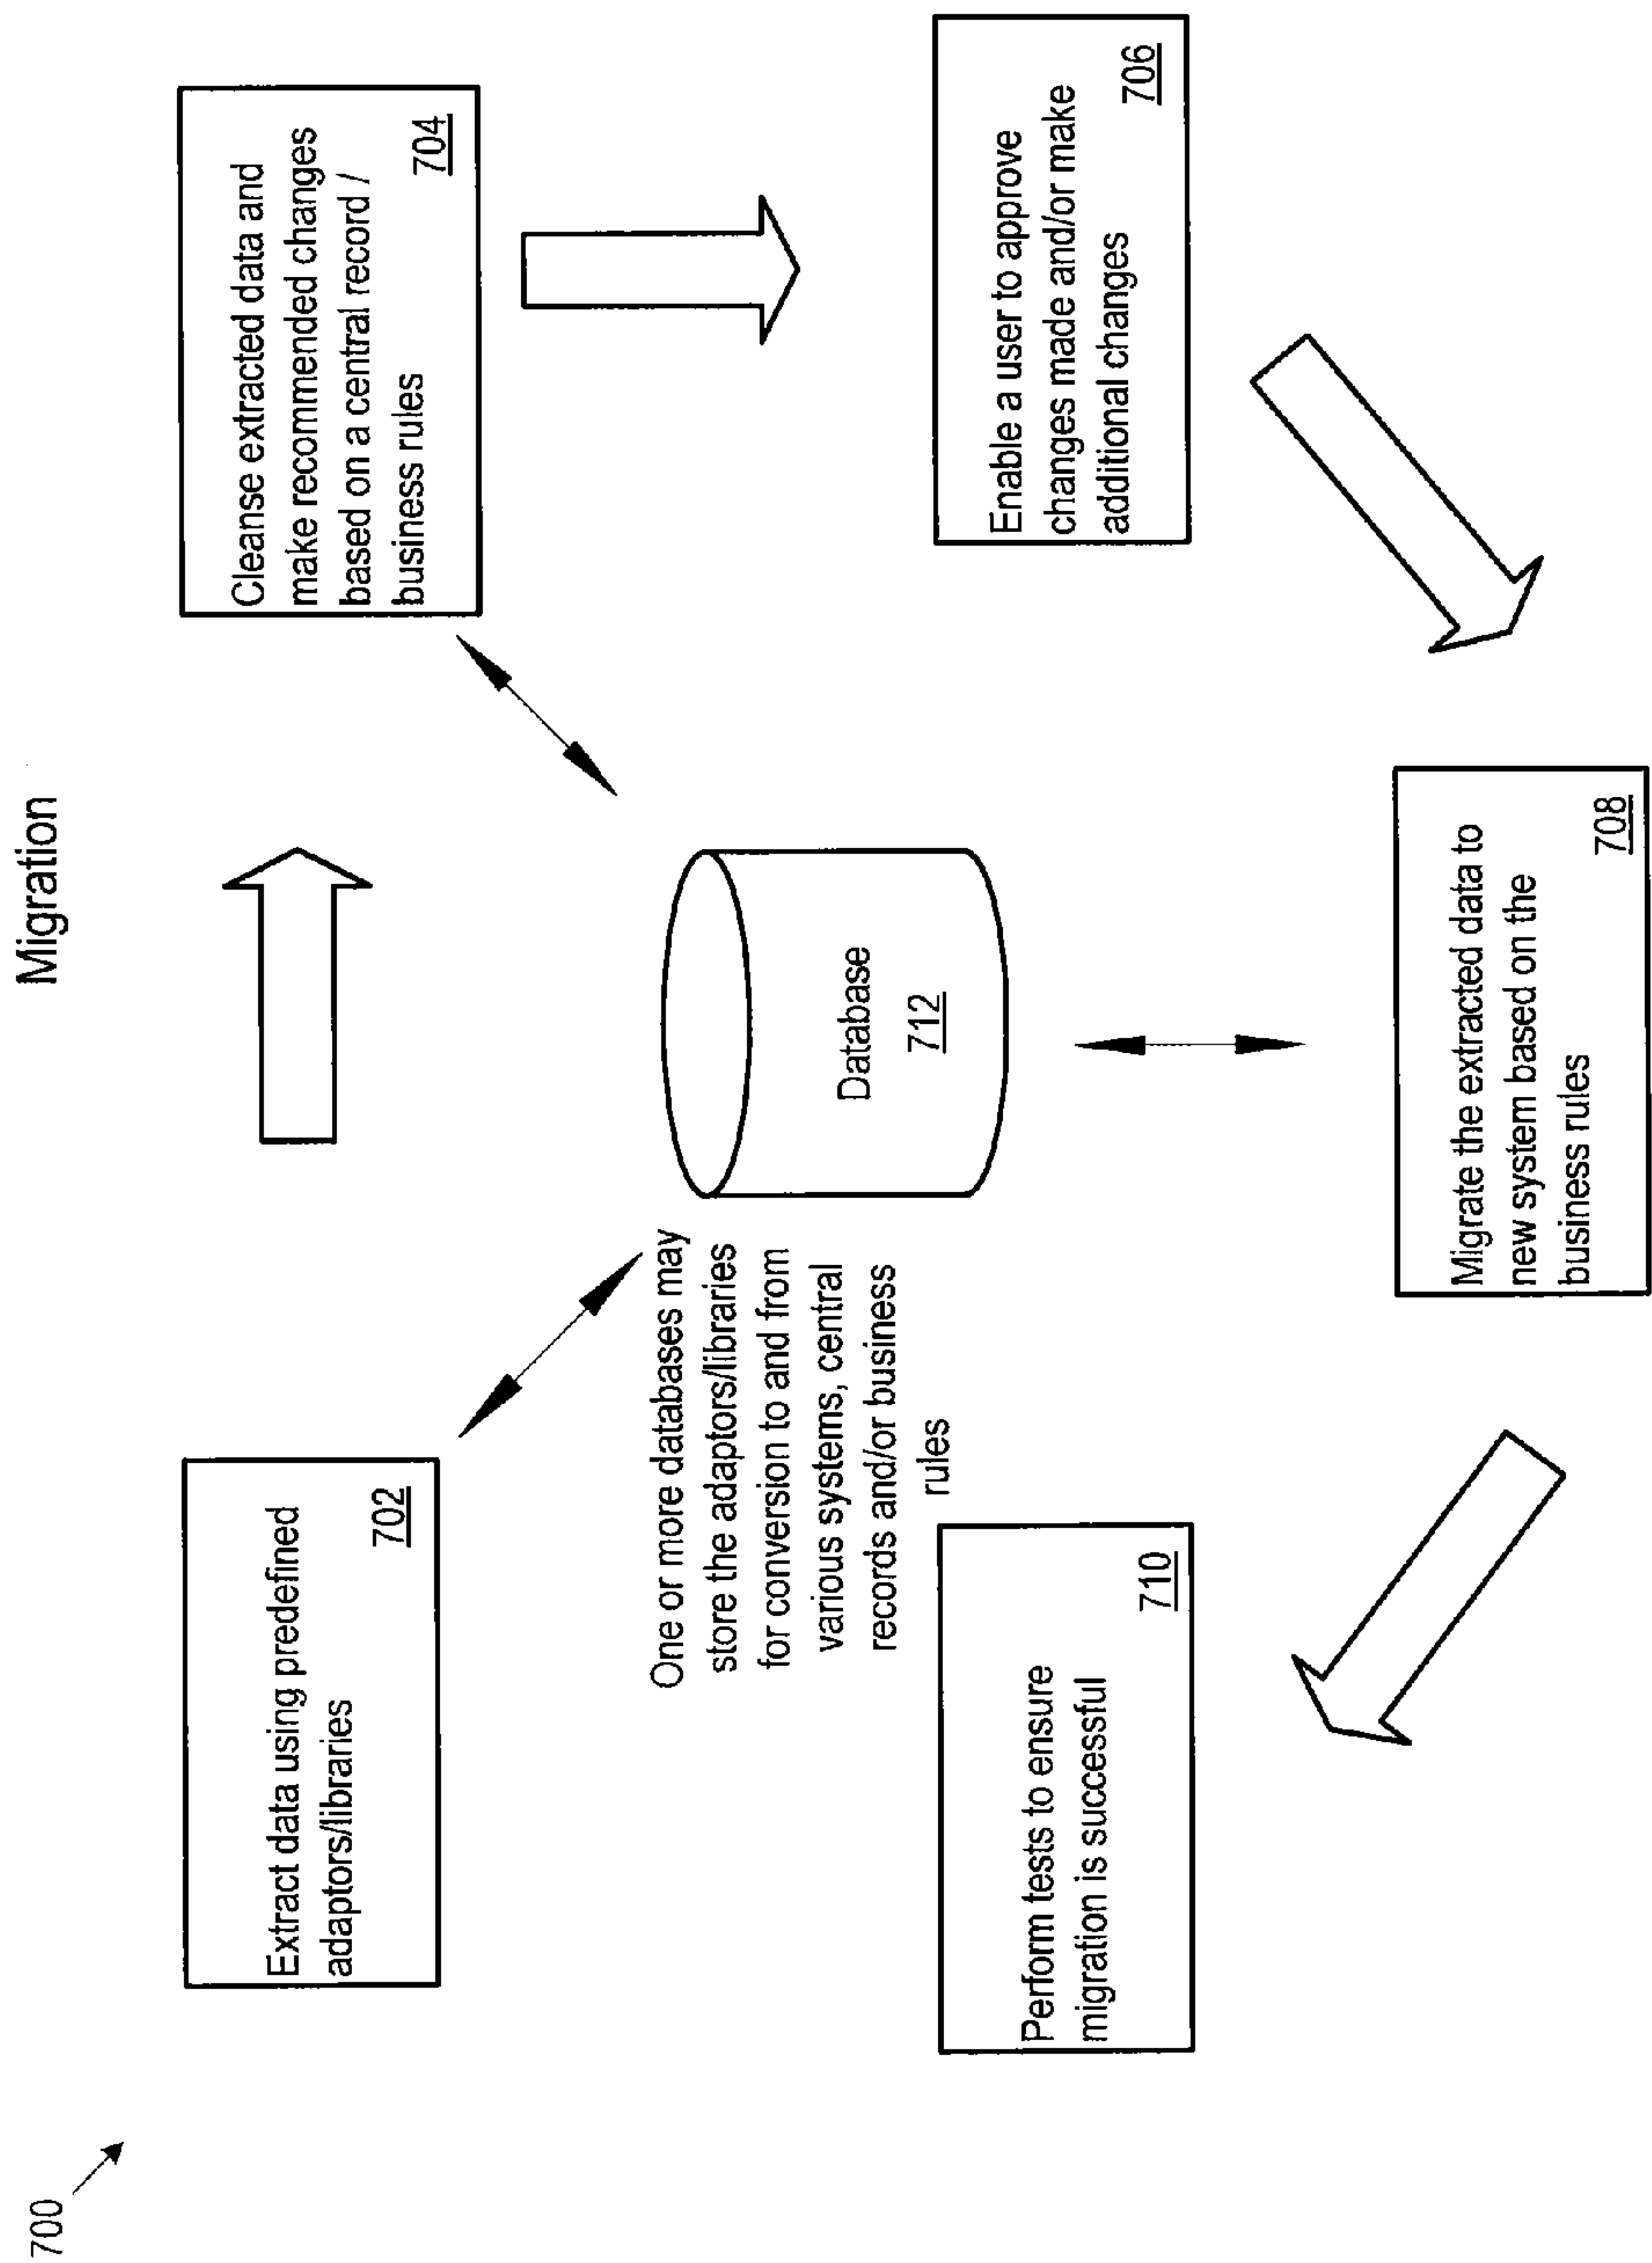 700
Migration
Extract data using predefined
adaptors/libraries
702
Cleanse extracted data and
make recommended changes
based on a central record /
business rules
704
One or more databases may
store the adaptors/libraries
for conversion to and from
various systems, central
records and/or business
rules
Database
712
Enable a user to approve
changes made and/or make
additional changes
706
Migrate the extracted data to
new system based on the
business rules
708
Perform tests to ensure
migration is successful
710